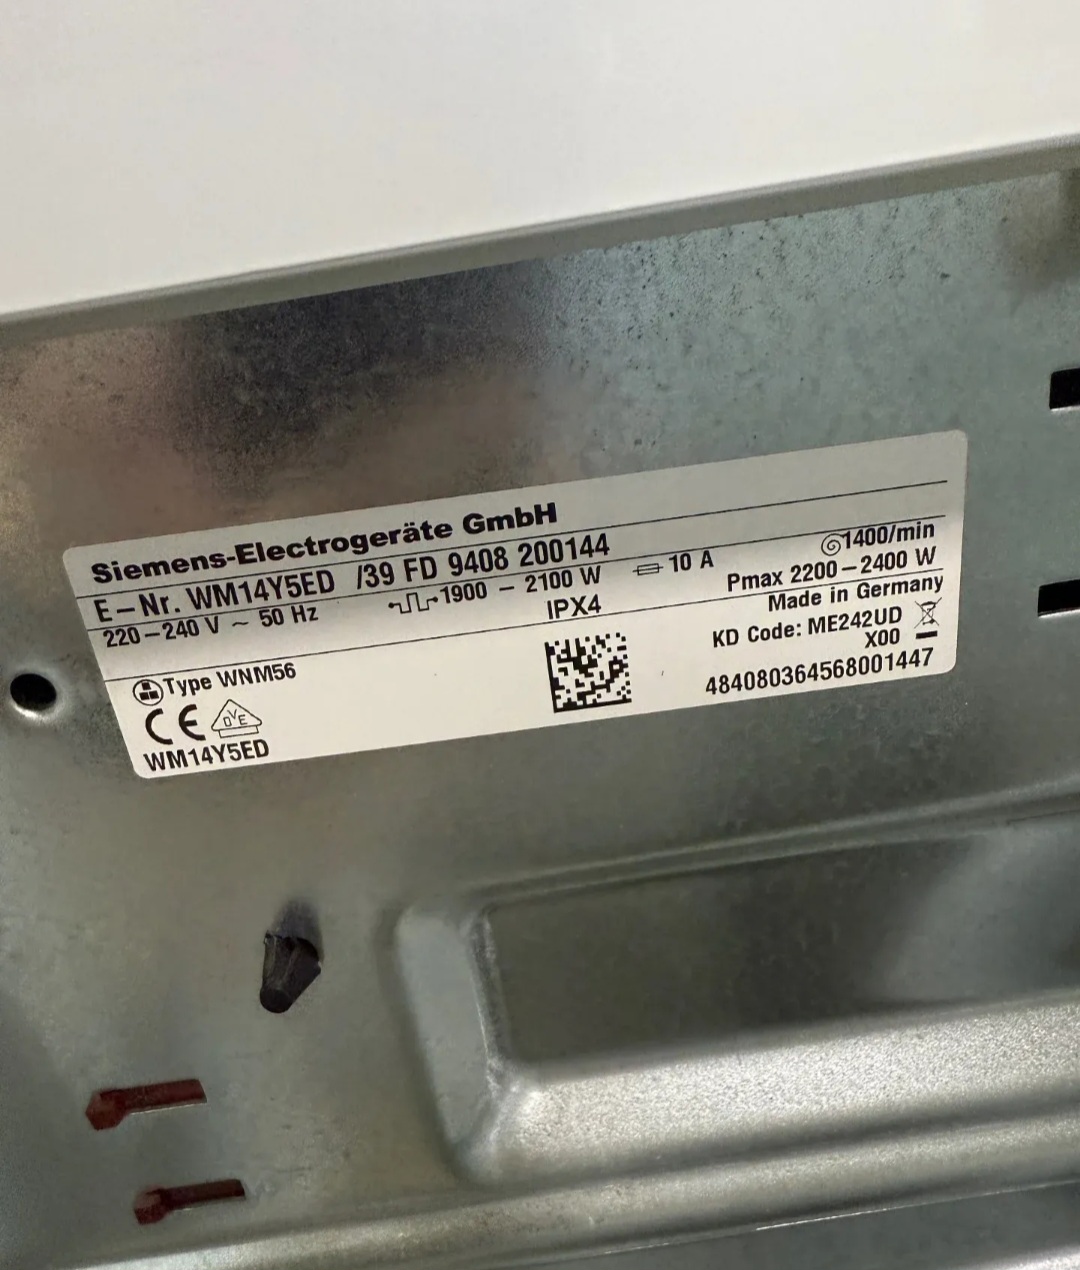 Siemens-Electrogeräte GmbH
E-Nr. WM14Y5ED /39 FD 9408 200144
1400/min
220-240 V ~ 50 Hz 1900 - 2100 W 10 A
Pmax 2200-2400 W
IPX4
Made in Germany
Type WNM56
KD Code: ME242UD
X00
CE DVE
484080364568001447
WM14Y5ED